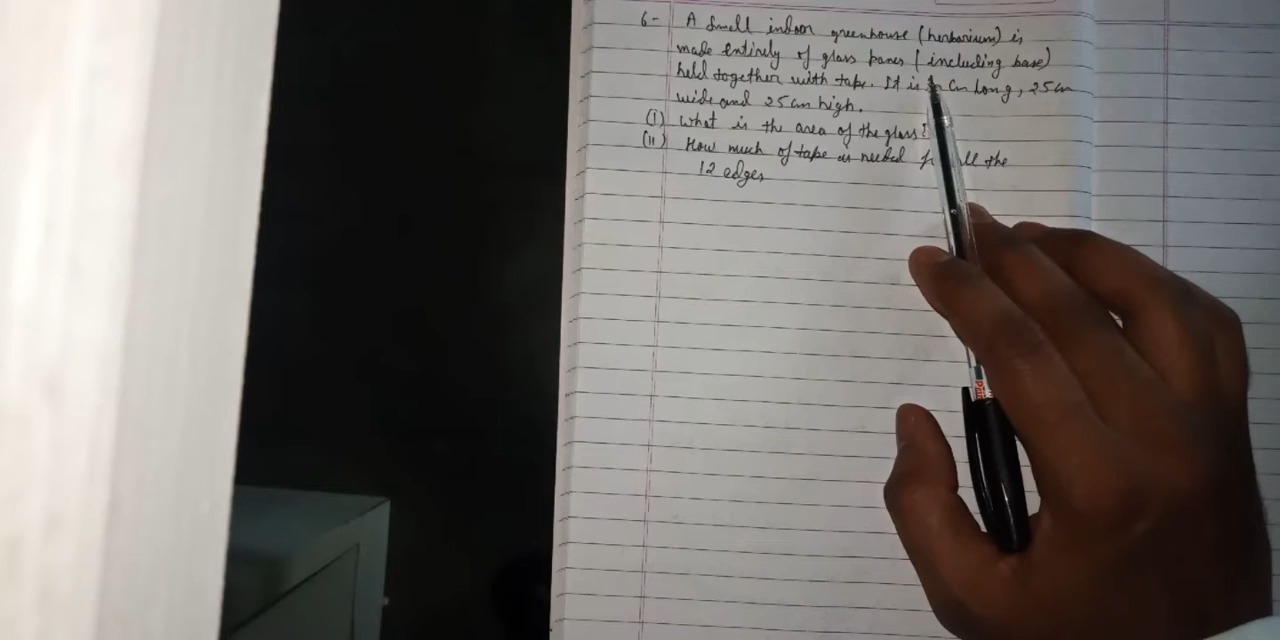 6- A small indoor greenhouse (herbarium) is
made entirely of glass panes (including base)
held together with tape. It is cm long, 25cm
wide and 25cm high.
(i) What is the area of the glass?
(ii) How much of tape is needed all the
12 edges